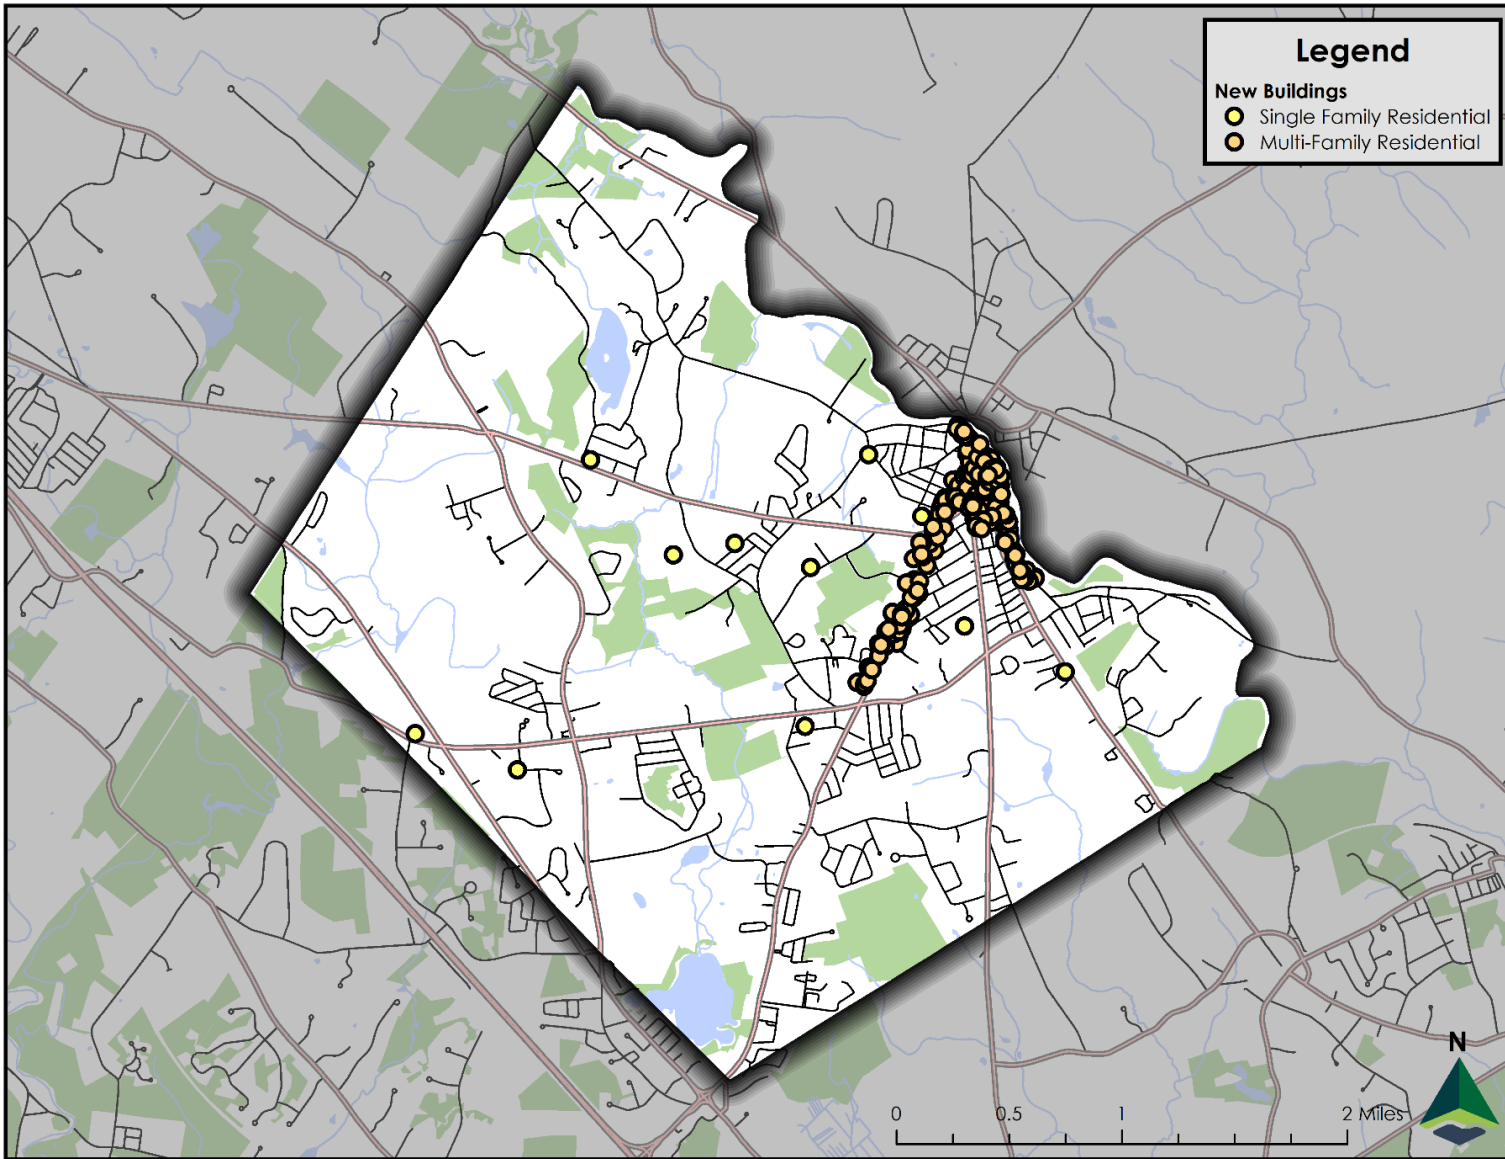 Legend
New Buildings
Single Family Residential
Multi-Family Residential
N
0 0.5 1 2 Miles